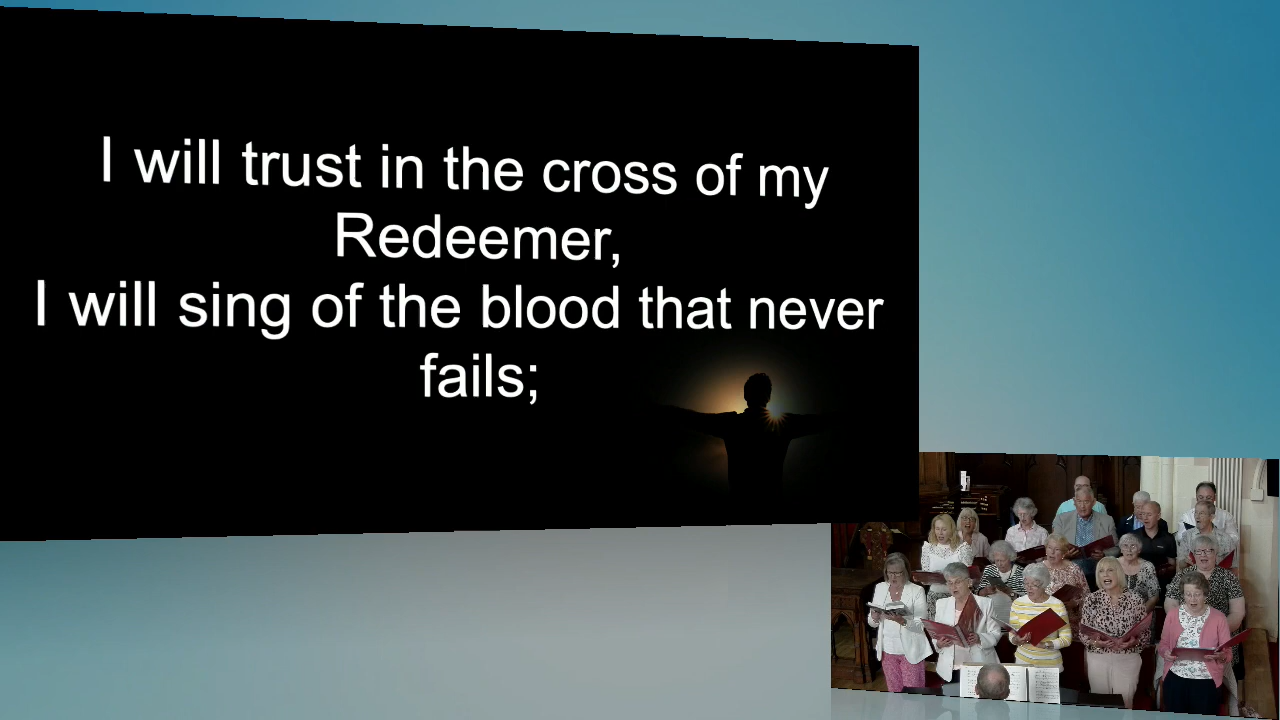 I will trust in the cross of my
Redeemer,
I will sing of the blood that never
fails;